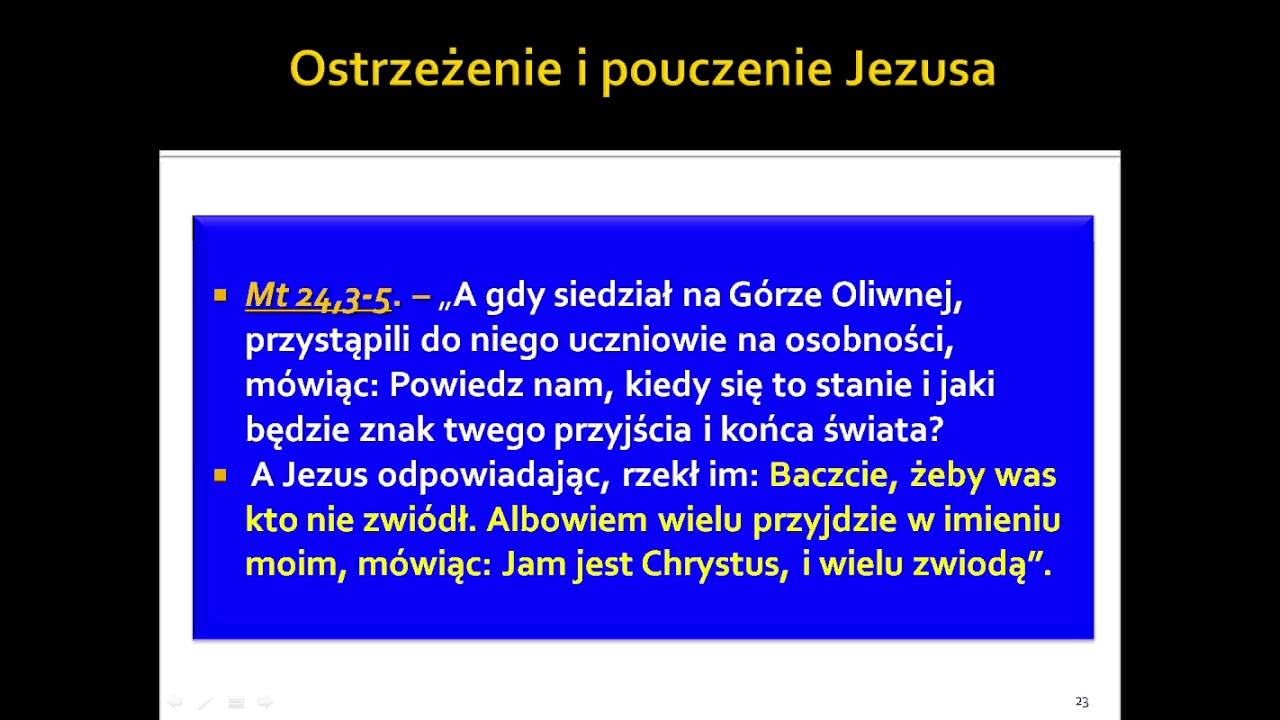 Ostrzeżenie i pouczenie Jezusa
▪ Mt 24,3-5. – „A gdy siedział na Górze Oliwnej,
przystąpili do niego uczniowie na osobności,
mówiąc: Powiedz nam, kiedy się to stanie i jaki
będzie znak twego przyjścia i końca świata?
▪ A Jezus odpowiadając, rzekł im: Baczcie, żeby was
kto nie zwiódł. Albowiem wielu przyjdzie w imieniu
moim, mówiąc: Jam jest Chrystus, i wielu zwiodą”.
23